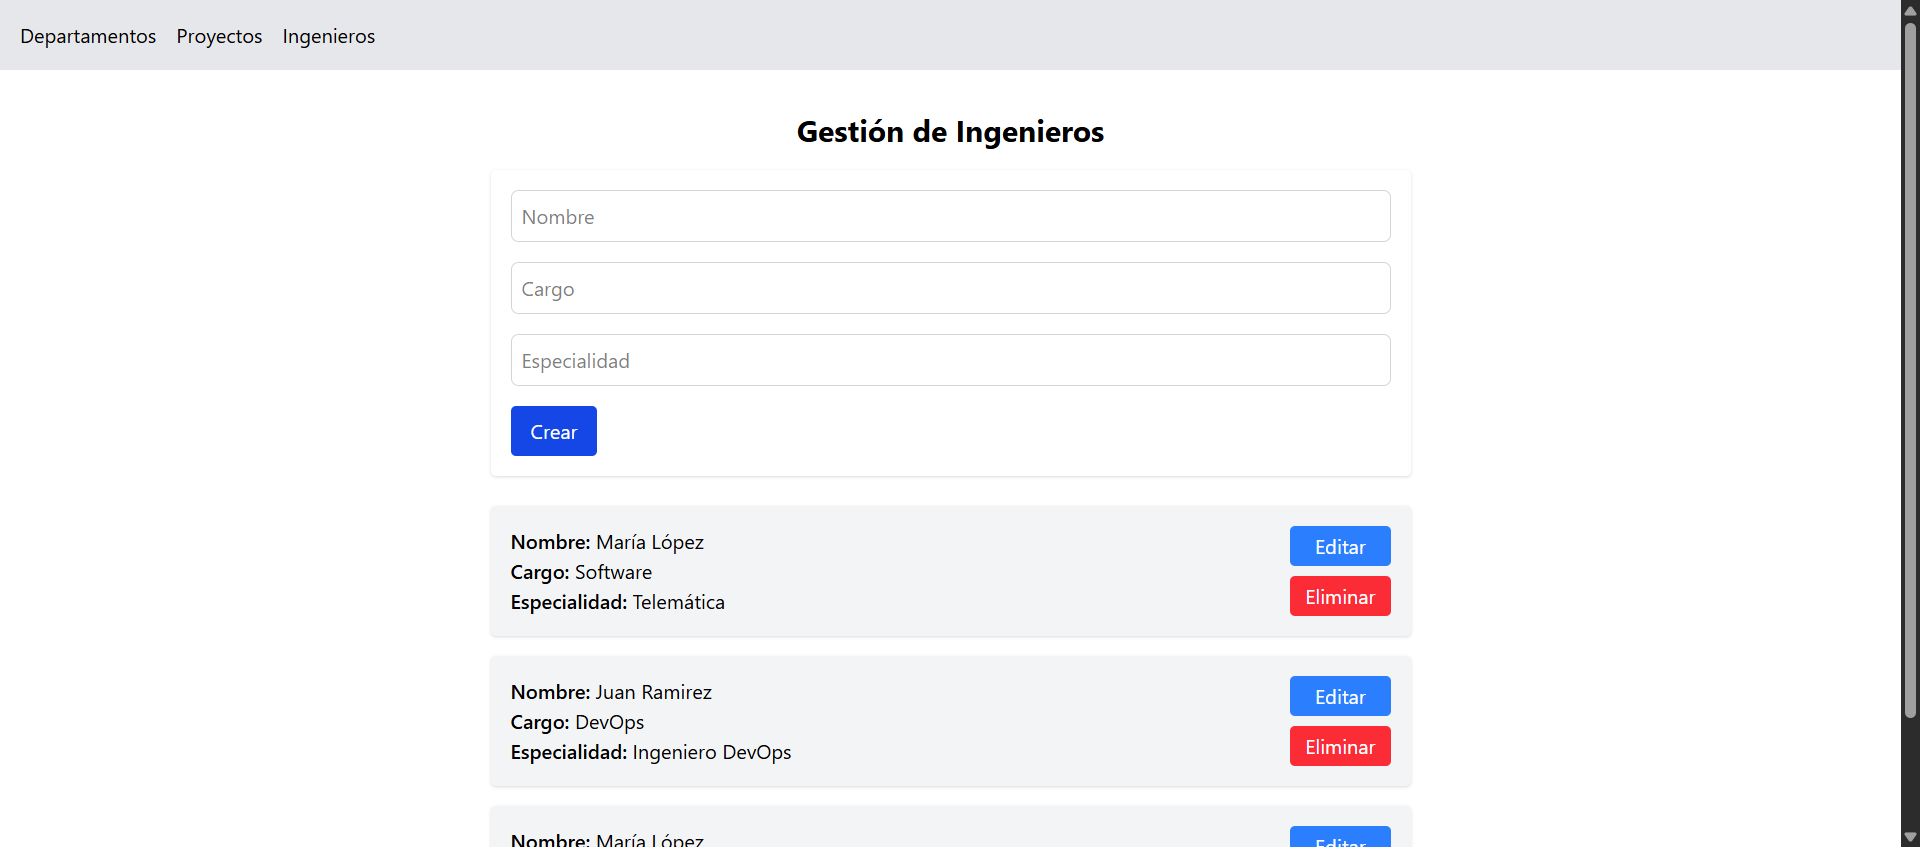 Departamentos Proyectos Ingenieros
Gestión de Ingenieros
Nombre
Cargo
Especialidad
Crear
Nombre: María López
Cargo: Software
Especialidad: Telemática
Editar
Eliminar
Nombre: Juan Ramirez
Cargo: DevOps
Especialidad: Ingeniero DevOps
Editar
Eliminar
Nombre: María López
Editar